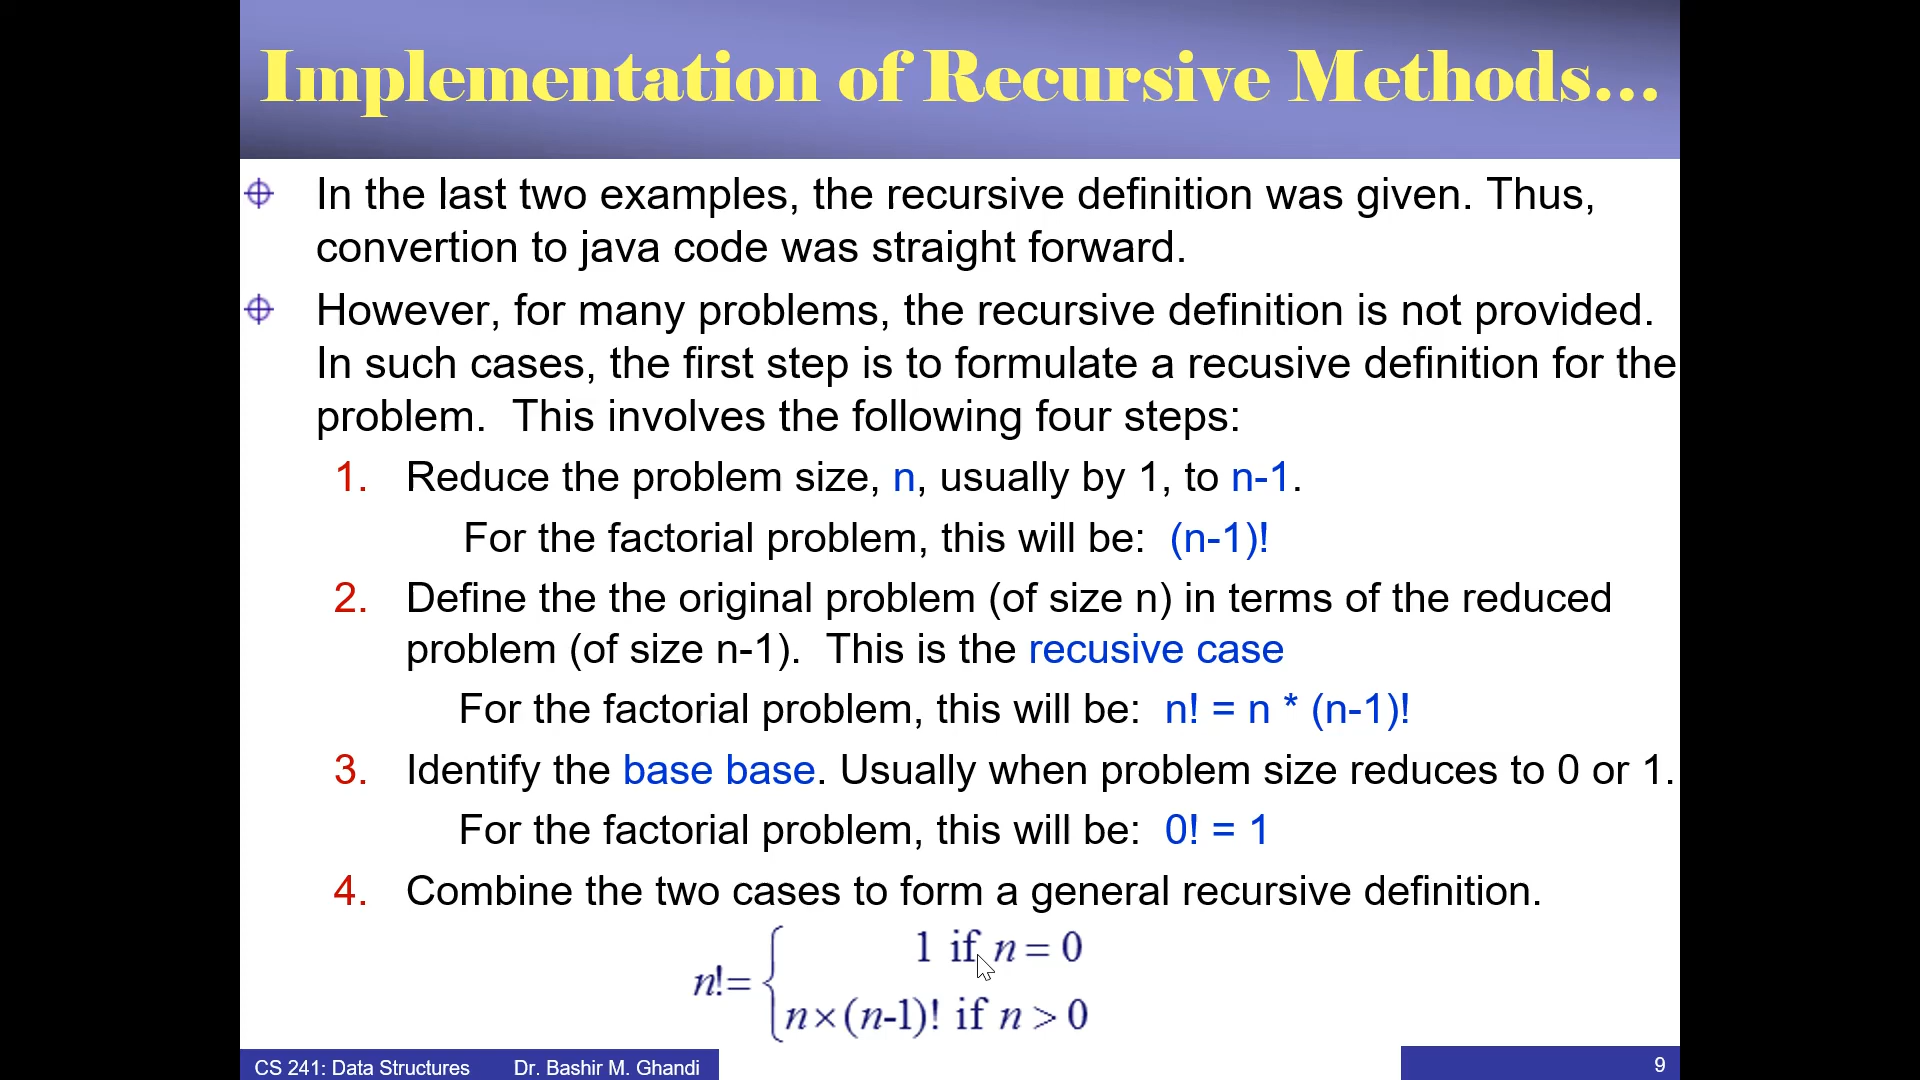 Implementation of Recursive Methods...
In the last two examples, the recursive definition was given. Thus,
convertion to java code was straight forward.
However, for many problems, the recursive definition is not provided.
In such cases, the first step is to formulate a recusive definition for the
problem.  This involves the following four steps:
1. Reduce the problem size, n, usually by 1, to n-1.
For the factorial problem, this will be:  (n-1)!
2. Define the the original problem (of size n) in terms of the reduced
problem (of size n-1).  This is the recusive case
For the factorial problem, this will be:  n! = n * (n-1)!
3. Identify the base base. Usually when problem size reduces to 0 or 1.
For the factorial problem, this will be:  0! = 1
4. Combine the two cases to form a general recursive definition.
1 if n = 0
n!=
n×(n-1)! if n > 0
CS 241: Data Structures Dr. Bashir M. Ghandi 9